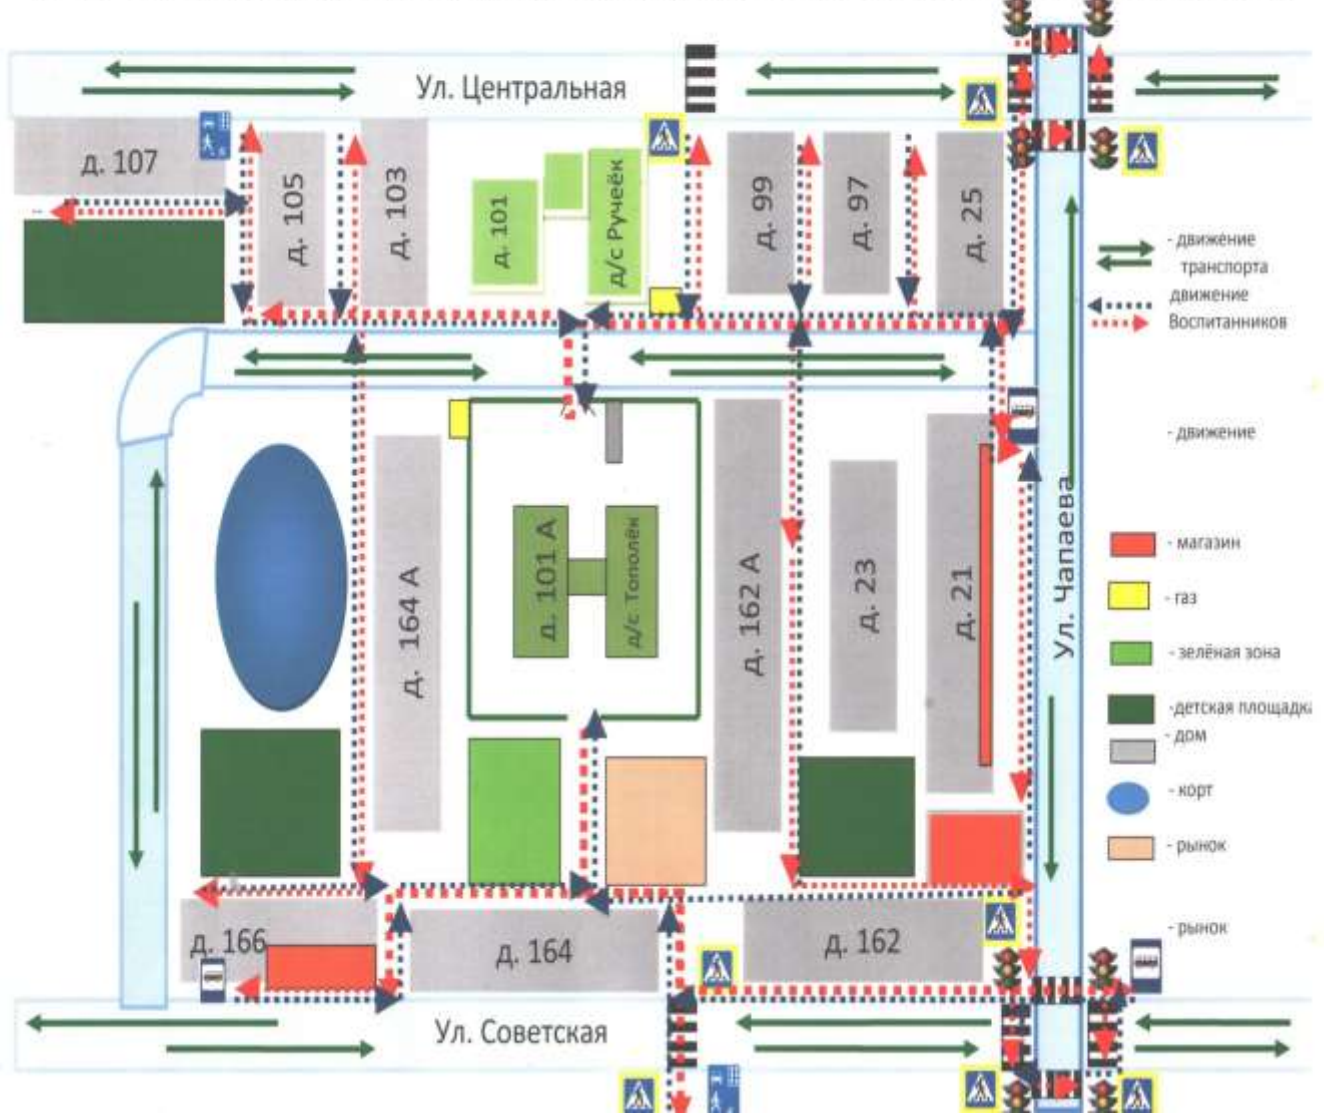 Ул. Центральная
д. 107
д. 105
д. 103
д. 101
д/с Ручеёк
д. 99
д. 97
д. 25
- движение
транспорта
движение
Воспитанников
- движение
д. 164 А
д. 101 А
д/с Тополёк
д. 162 А
д. 23
д. 21
Ул. Чапаева
- магазин
- газ
- зелёная зона
-детская площадка
- дом
- корт
- рынок
- рынок
д. 166
д. 164
д. 162
Ул. Советская